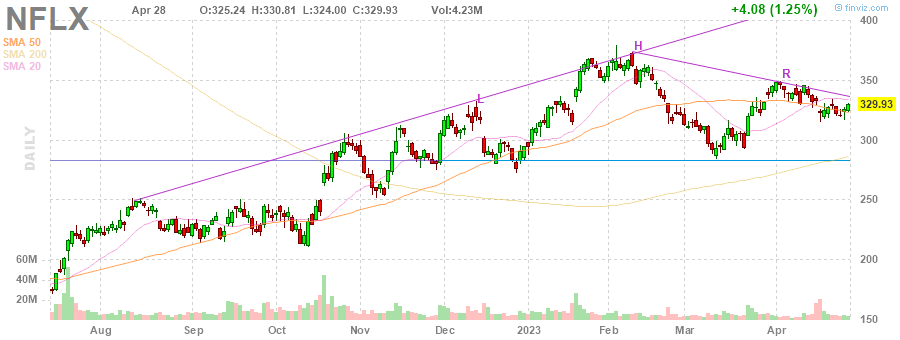 NFLX Apr 28 O:325.24 H:330.81 L:324.00 C:329.93 Vol:4.23M +4.08 (1.25%) © finviz.com
SMA 50
SMA 200
SMA 20
DAILY
400
350
329.93
300
250
200
150
60M
40M
20M
L
H
R
Aug Sep Oct Nov Dec 2023 Feb Mar Apr